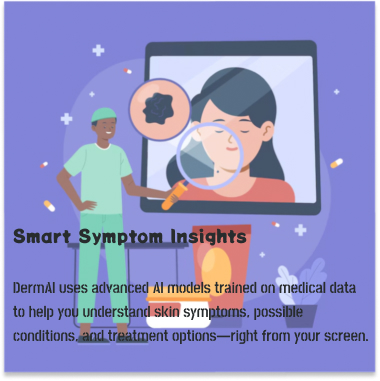 Smart Symptom Insights
DermAI uses advanced AI models trained on medical data
to help you understand skin symptoms, possible
conditions, and treatment options—right from your screen.